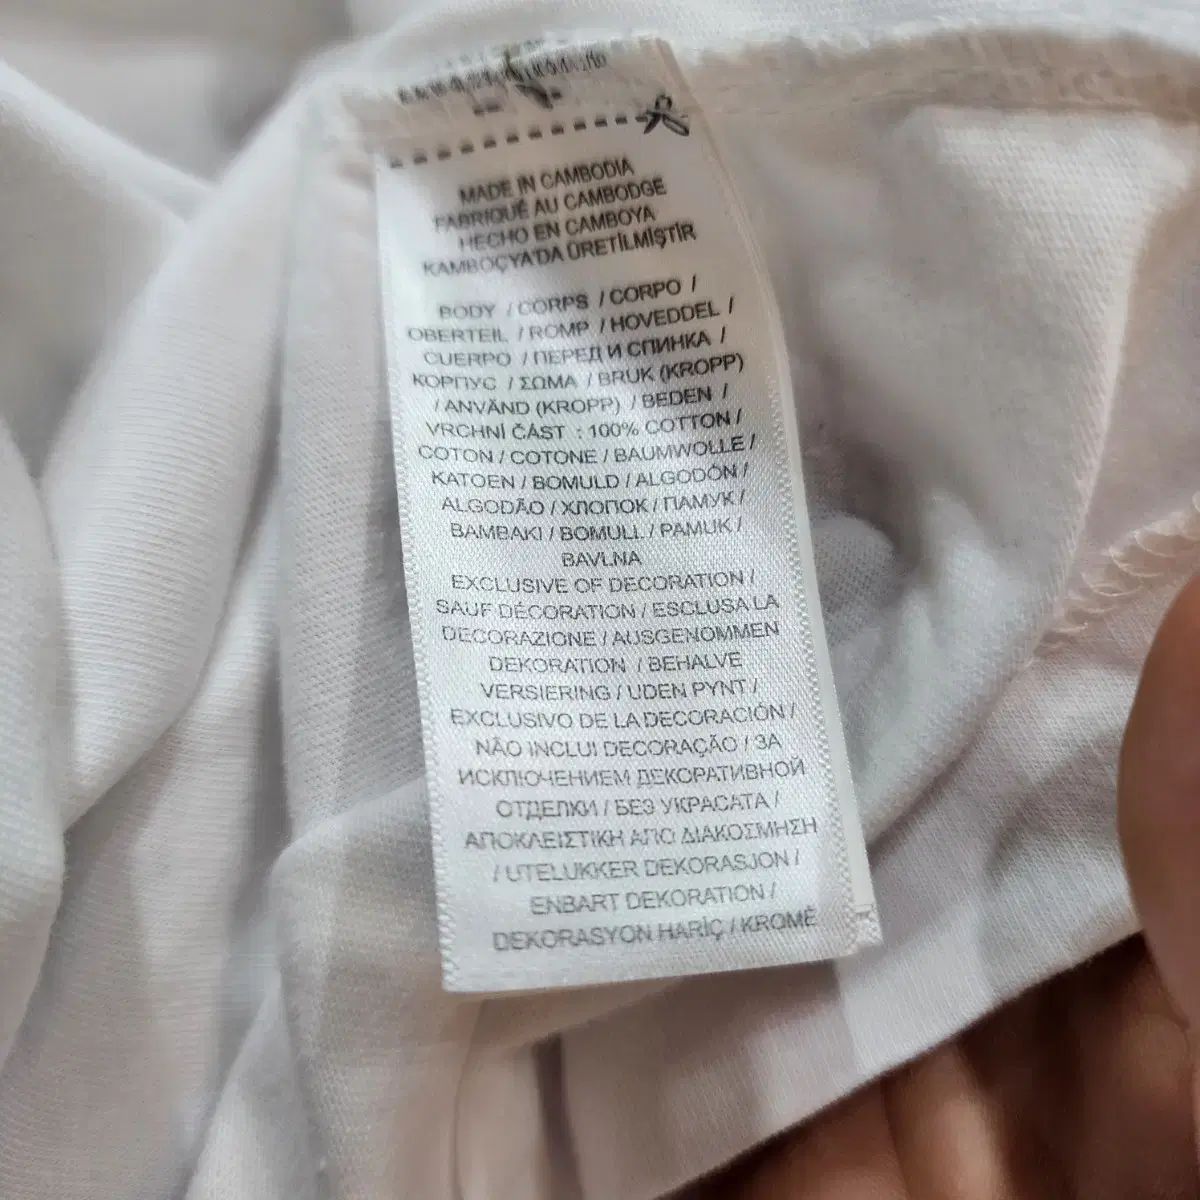 MADE IN CAMBODIA
FABRIQUÉ AU CAMBODGE
HECHO EN CAMBOYA
KAMBOÇYA'DA ÜRETİLMİŞTİR
BODY / CORPS / CORPO /
OBERTEIL / ROMP / HOVEDDEL /
CUERPO / ПЕРЕД И СПИНКА /
КОРПУС / ΣΩΜΑ / BRUK (KROPP)
/ ANVÄND (KROPP) / BEDEN /
VRCHNÍ ČÁST : 100% COTTON /
COTON / COTONE / BAUMWOLLE /
KATOEN / BOMULD / ALGODÓN /
ALGODÃO / ХЛОПОК / ПАМУК /
BAMBAKI / BOMULL / PAMUK /
BAVLNA
EXCLUSIVE OF DECORATION /
SAUF DÉCORATION / ESCLUSA LA
DECORAZIONE / AUSGENOMMEN
DEKORATION / BEHALVE
VERSIERING / UDEN PYNT /
EXCLUSIVO DE LA DECORACIÓN /
NÃO INCLUI DECORAÇÃO / ЗА
ИСКЛЮЧЕНИЕМ ДЕКОРАТИВНОЙ
ОТДЕЛКИ / БЕЗ УКРАСАТА /
ΑΠΟΚΛΕΙΣΤΙΚΗ ΑΠΟ ΔΙΑΚΟΣΜΗΣΗ
/ UTELUKKER DEKORASJON /
ENBART DEKORATION /
DEKORASYON HARİÇ / KROMĚ